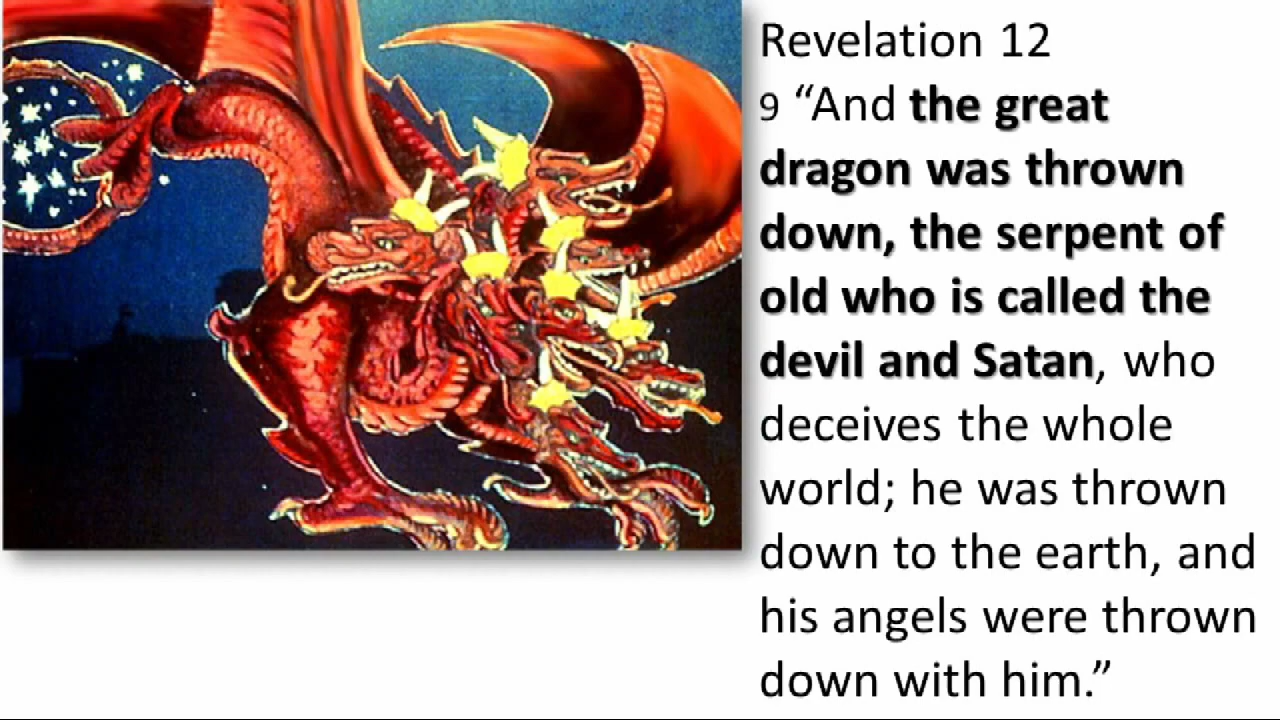 Revelation 12
9 “And the great
dragon was thrown
down, the serpent of
old who is called the
devil and Satan, who
deceives the whole
world; he was thrown
down to the earth, and
his angels were thrown
down with him.”